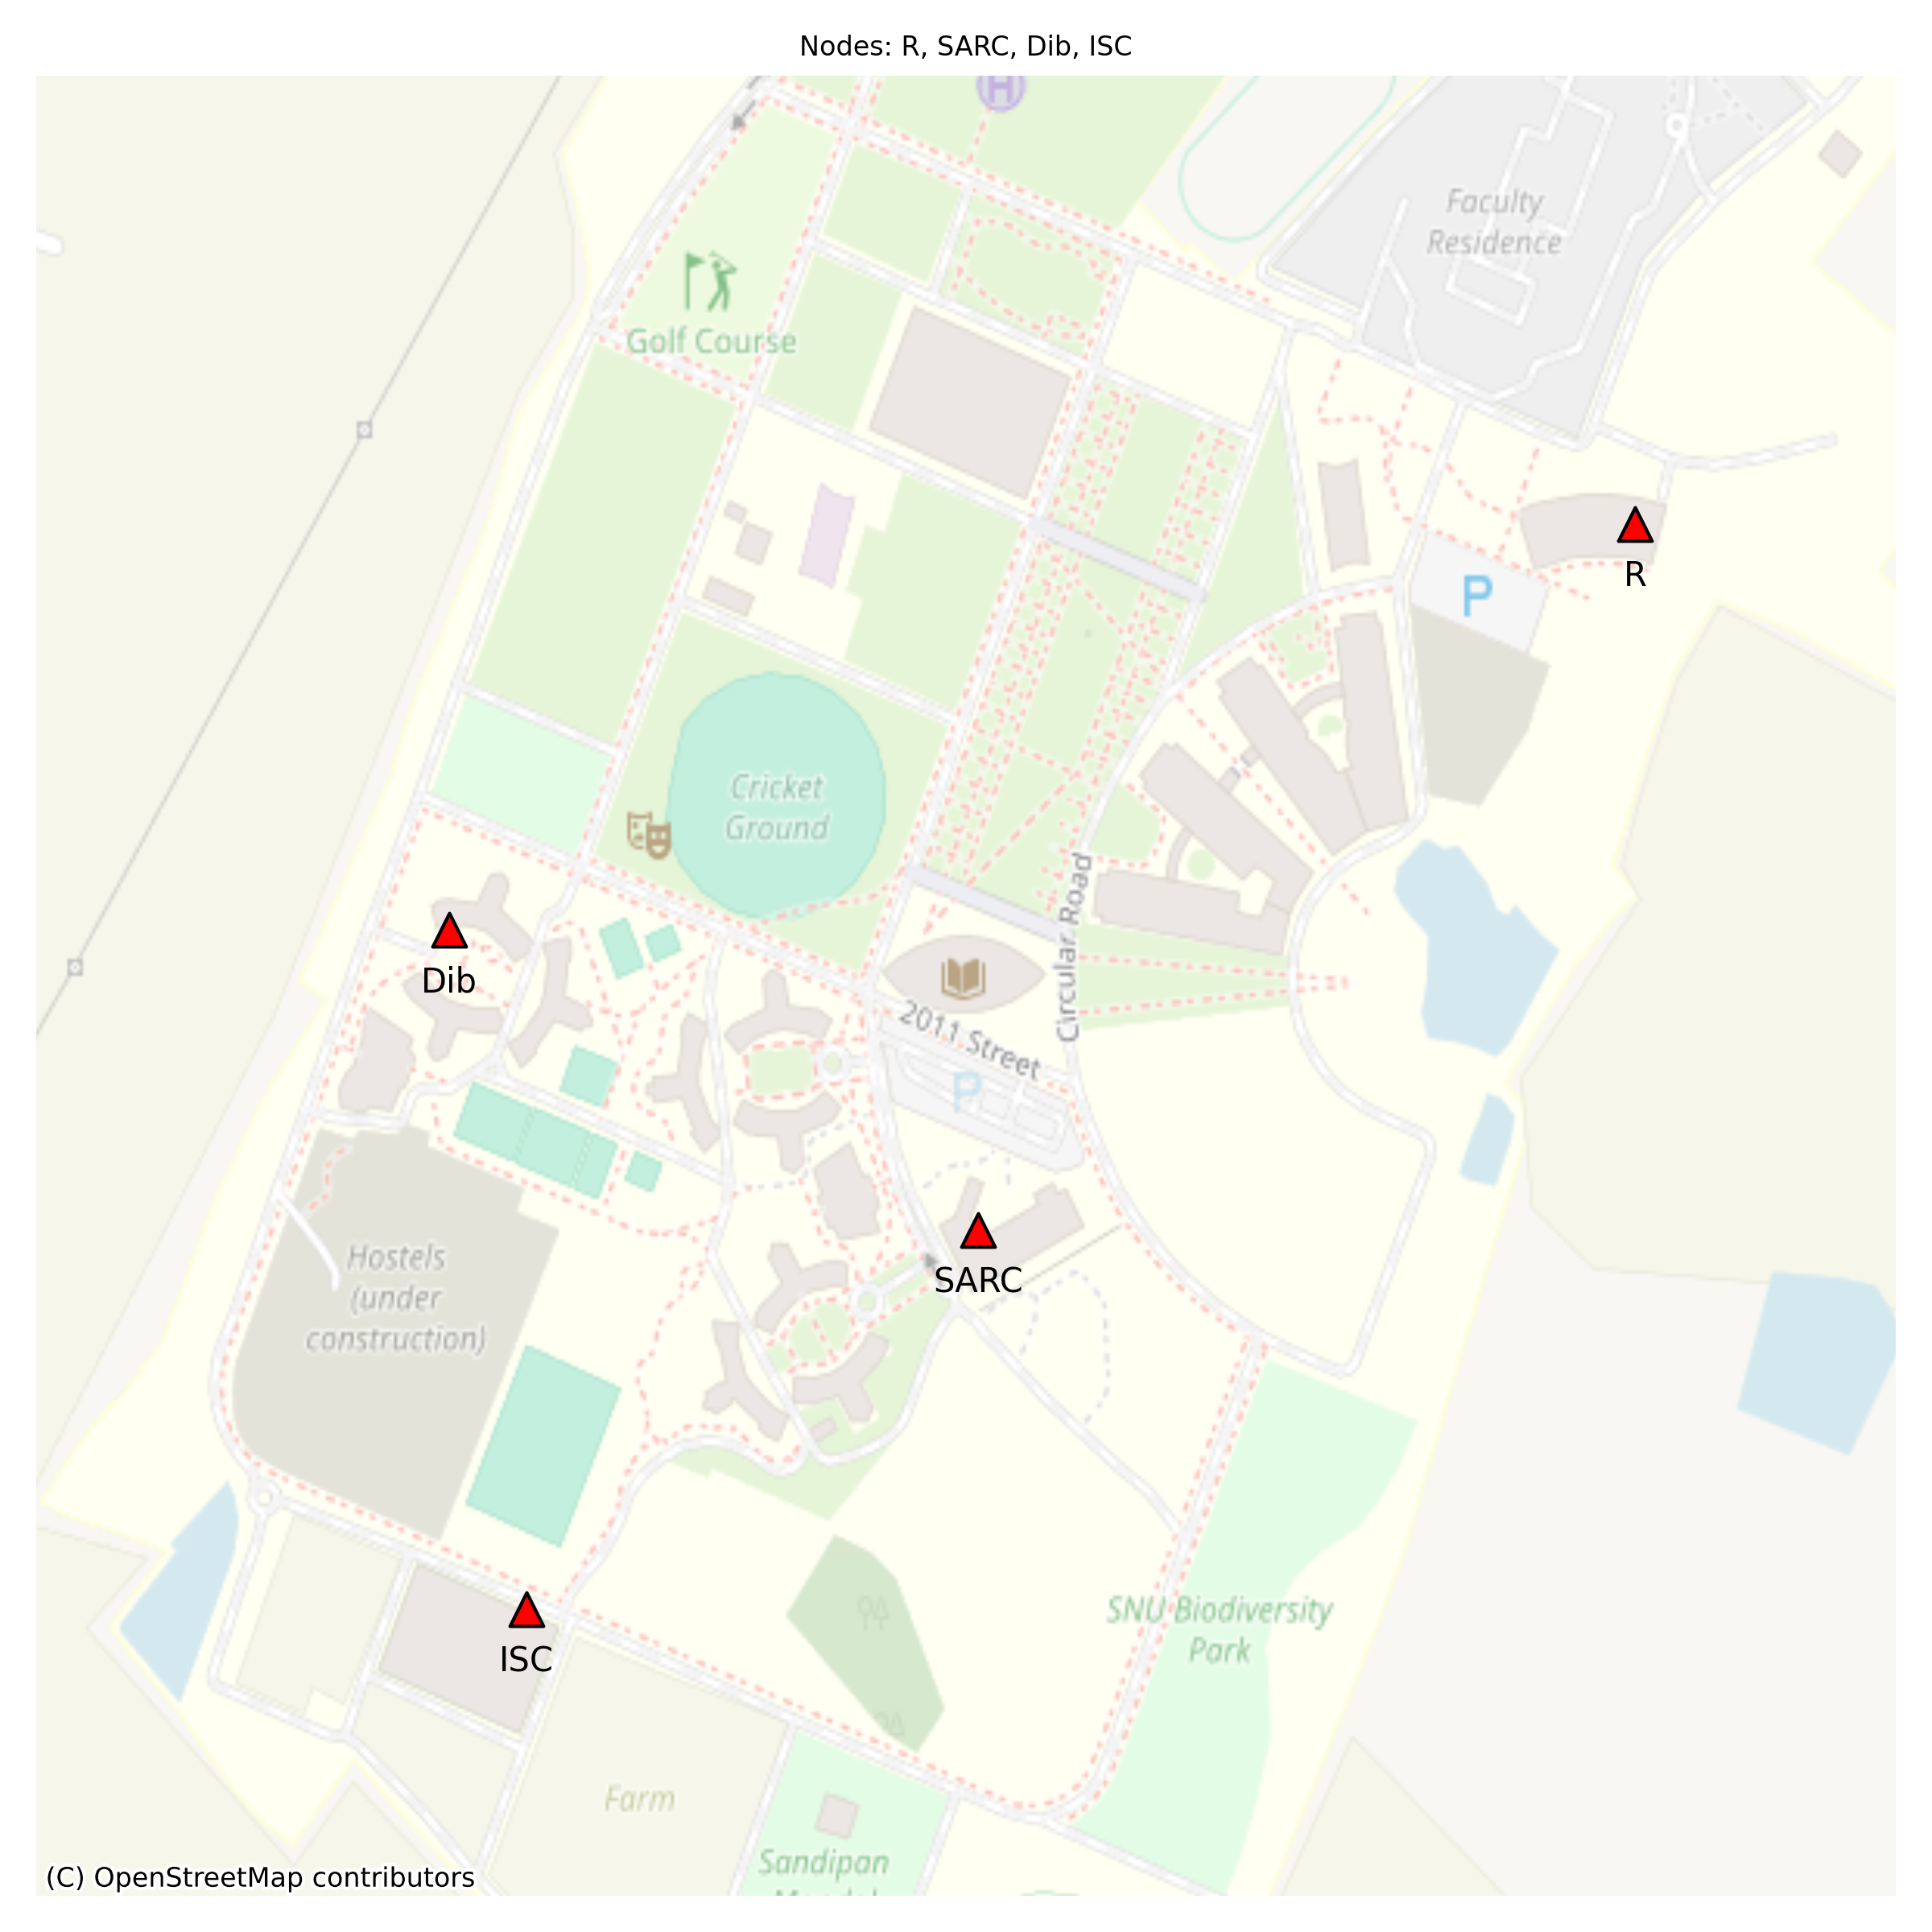 Nodes: R, SARC, Dib, ISC
H
Faculty
Residence
Golf Course
R
P
Cricket
Ground
Circular Road
Dib
2011 Street
P
SARC
Hostels
(under
construction)
SNU Biodiversity
Park
ISC
Farm
Sandipan
(C) OpenStreetMap contributors